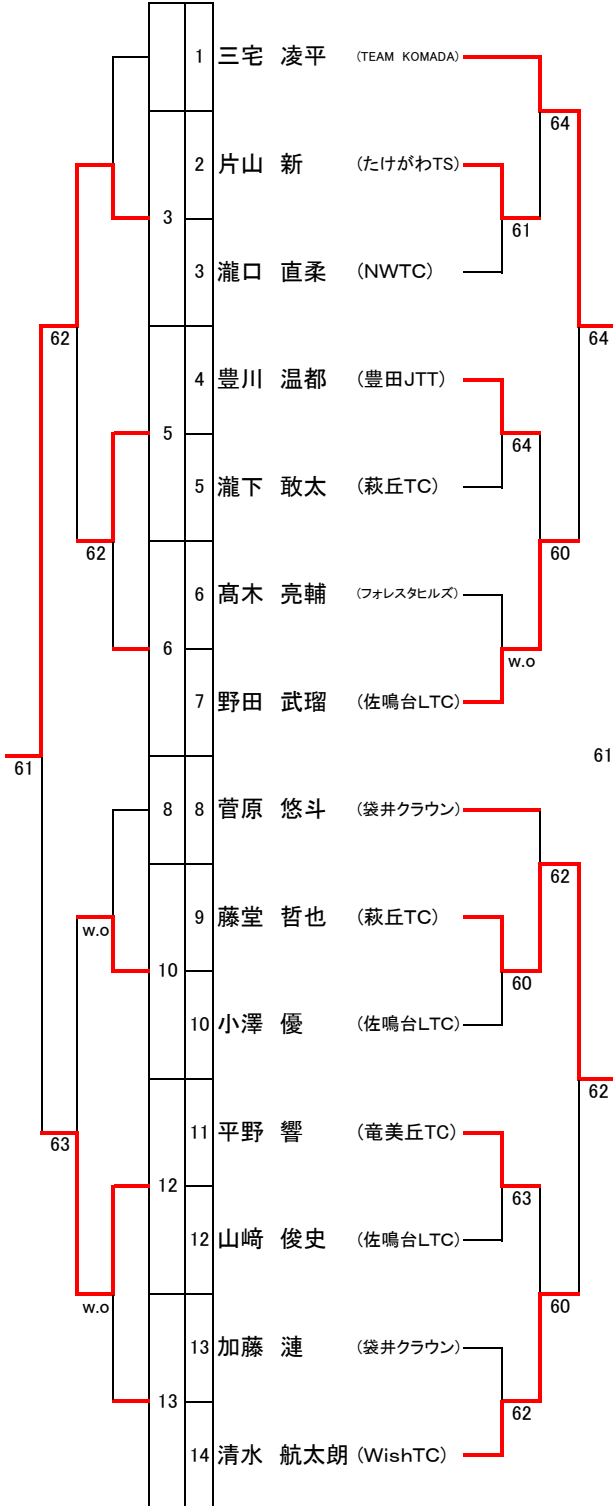 1 三宅 凌平 (TEAM KOMADA)
64
2 片山 新 (たけがわTS)
3
61
3 瀧口 直柔 (NWTC)
62
64
4 豊川 温都 (豊田JTT)
5
64
5 瀧下 敢太 (萩丘TC)
62
60
6 髙木 亮輔 (フォレスタヒルズ)
6
w.o
7 野田 武瑠 (佐鳴台LTC)
61
61
8 8 菅原 悠斗 (袋井クラウン)
62
9 藤堂 哲也 (萩丘TC)
w.o
10
60
10 小澤 優 (佐鳴台LTC)
62
11 平野 響 (竜美丘TC)
63
12
63
12 山﨑 俊史 (佐鳴台LTC)
w.o
60
13 加藤 漣 (袋井クラウン)
13
62
14 清水 航太朗 (WishTC)